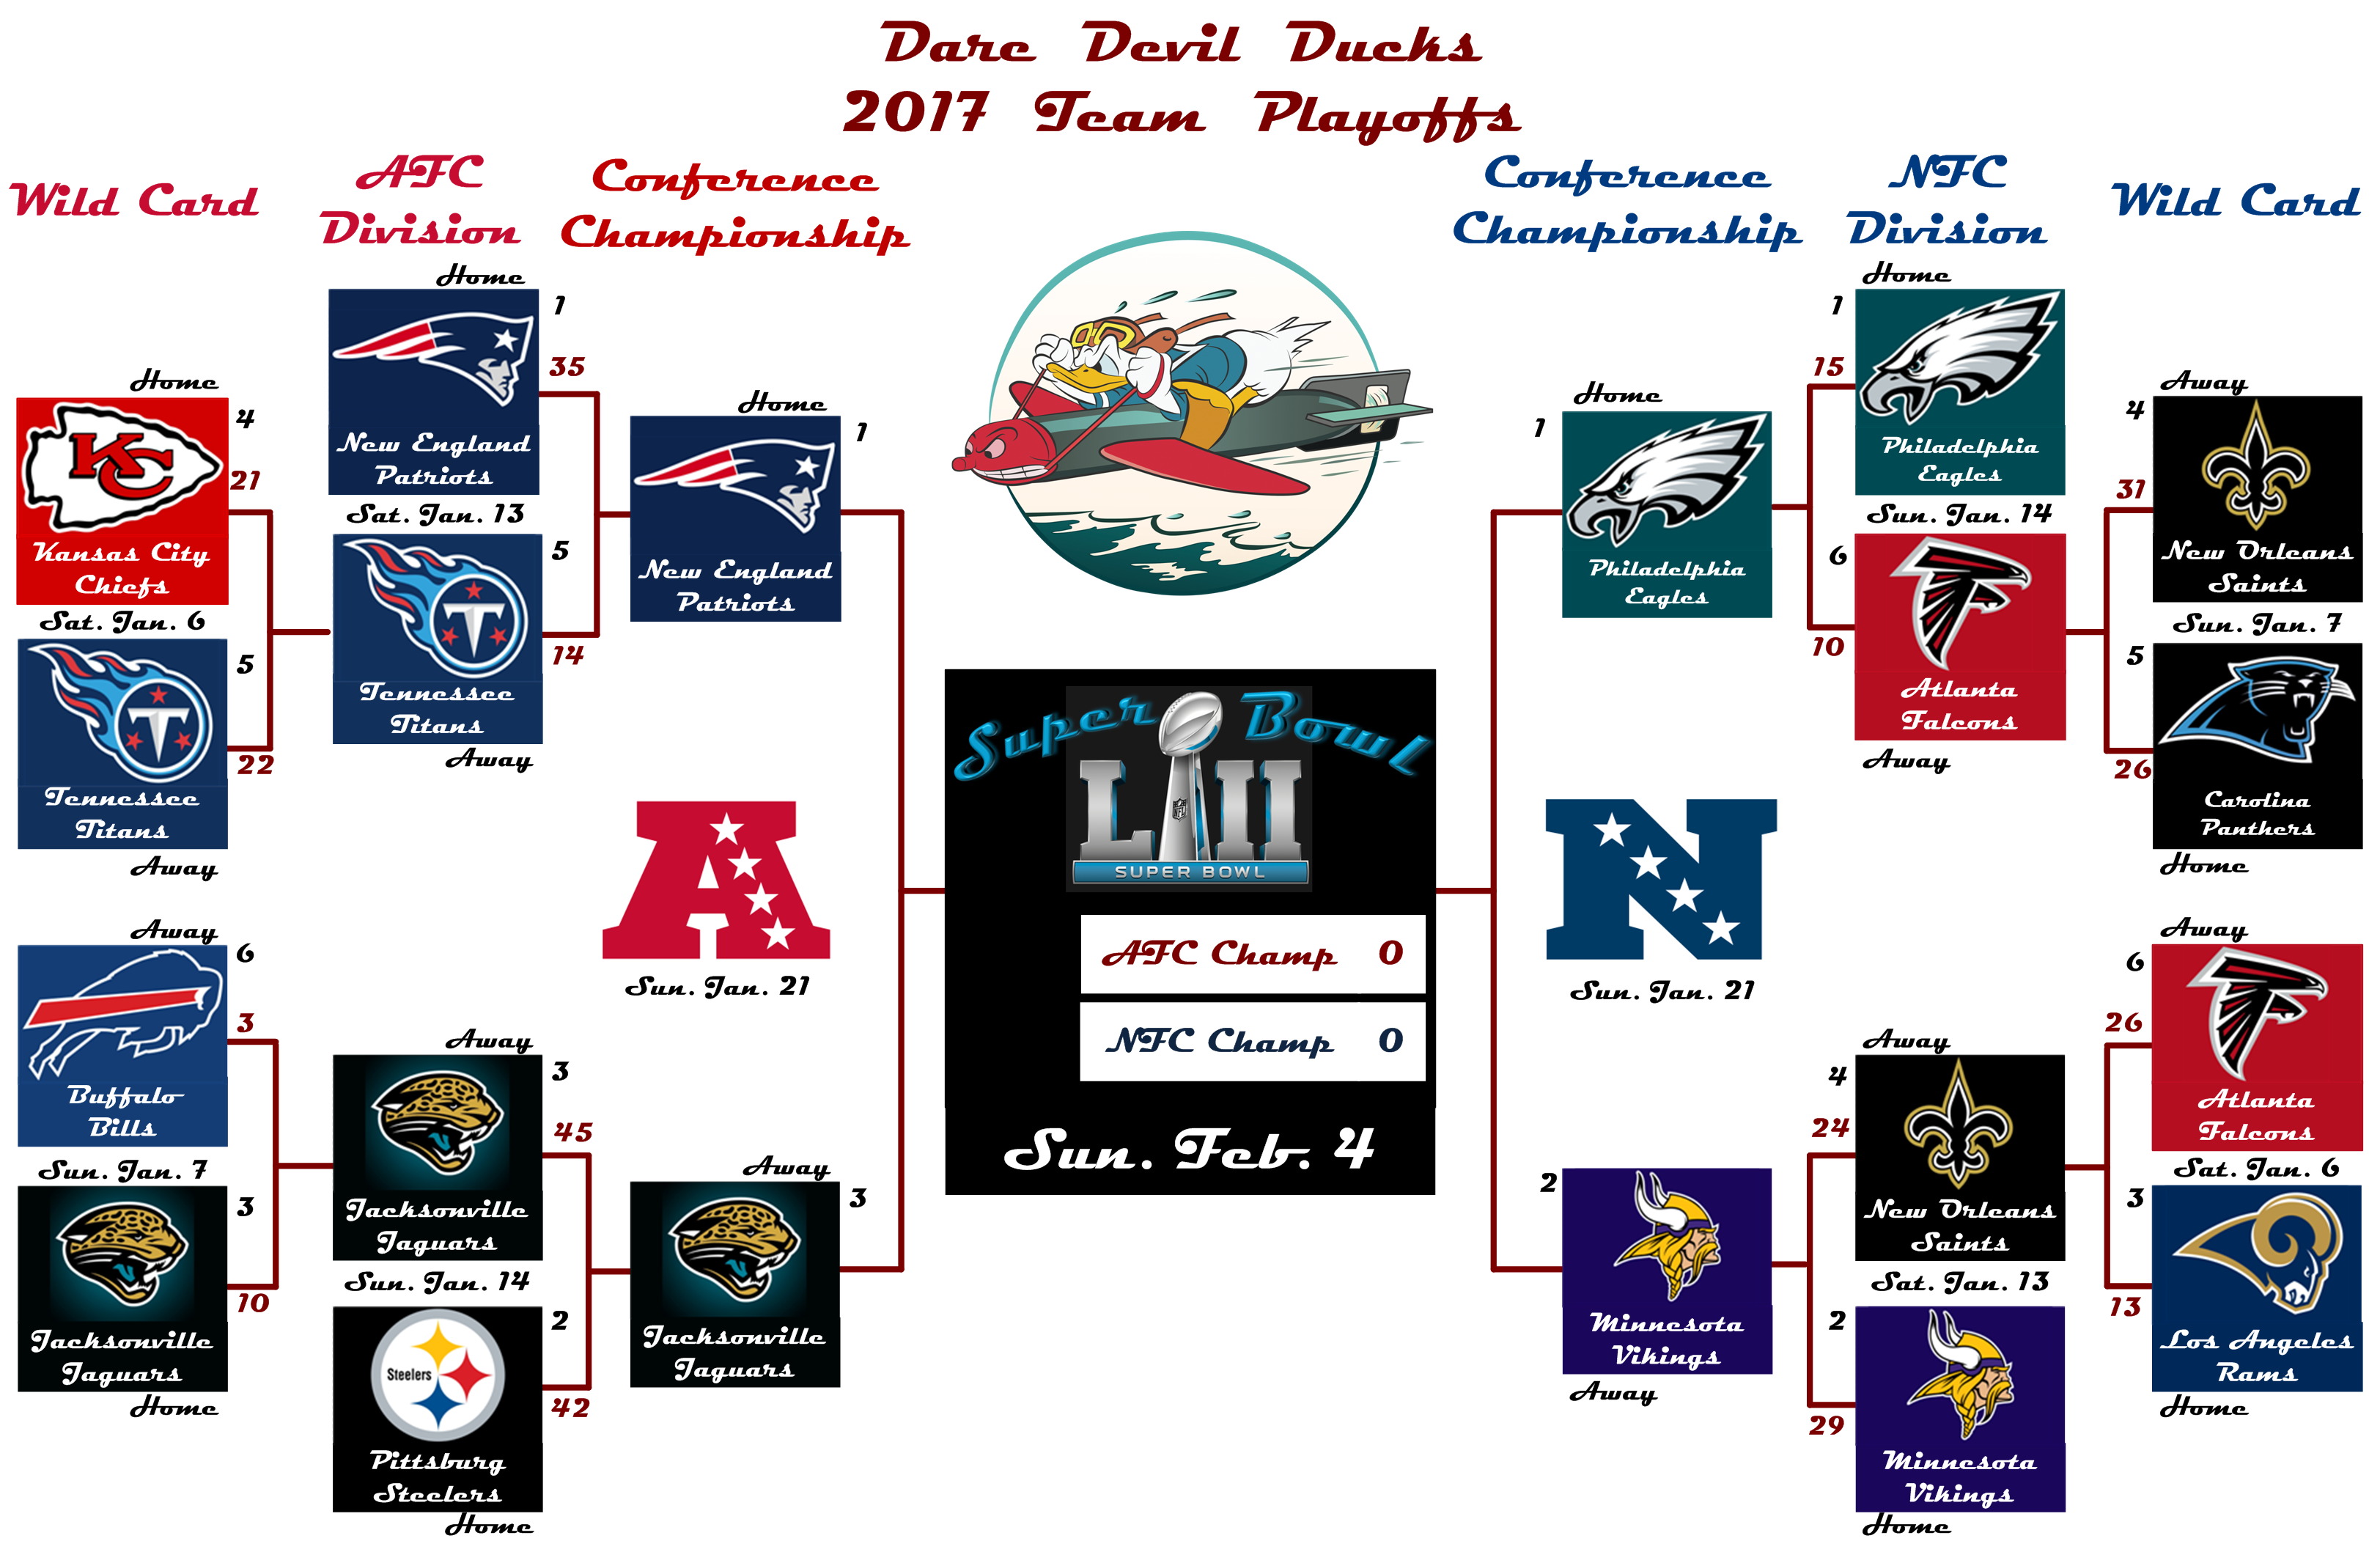 Dare Devil Ducks
2017 Team Playoffs
Wild Card
AFC
Division
Conference
Championship
Conference
Championship
NFC
Division
Wild Card
Home
4
KC
21
Kansas City
Chiefs
Sat. Jan. 6
5
T
22
Tennessee
Titans
Away
Away
6
3
Buffalo
Bills
Sun. Jan. 7
3
10
Jacksonville
Jaguars
Home
Home
1
35
New England
Patriots
Sat. Jan. 13
5
T
14
Tennessee
Titans
Away
Away
3
45
Jacksonville
Jaguars
Sun. Jan. 14
2
Steelers
42
Pittsburg
Steelers
Home
Home
1
New England
Patriots
A
Sun. Jan. 21
Away
3
Jacksonville
Jaguars
Super Bowl
LII
NFL
SUPER BOWL
AFC Champ 0
NFC Champ 0
Sun. Feb. 4
Home
1
Philadelphia
Eagles
N
Sun. Jan. 21
2
Minnesota
Vikings
Away
Home
1
15
Philadelphia
Eagles
Sun. Jan. 14
6
10
Atlanta
Falcons
Away
Away
4
24
New Orleans
Saints
Sat. Jan. 13
2
29
Minnesota
Vikings
Home
Away
4
31
New Orleans
Saints
Sun. Jan. 7
5
26
Carolina
Panthers
Home
Away
6
26
Atlanta
Falcons
Sat. Jan. 6
3
13
Los Angeles
Rams
Home